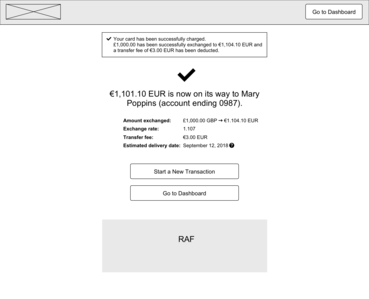 Go to Dashboard
Your card has been successfully charged.
£1,000.00 has been successfully exchanged to €1,104.10 EUR and
a transfer fee of €3.00 EUR has been deducted.
€1,101.10 EUR is now on its way to Mary
Poppins (account ending 0987).
Amount exchanged: £1,000.00 GBP → €1.104.10 EUR
Exchange rate: 1.107
Transfer fee: €3.00 EUR
Estimated delivery date: September 12, 2018 ?
Start a New Transaction
Go to Dashboard
RAF